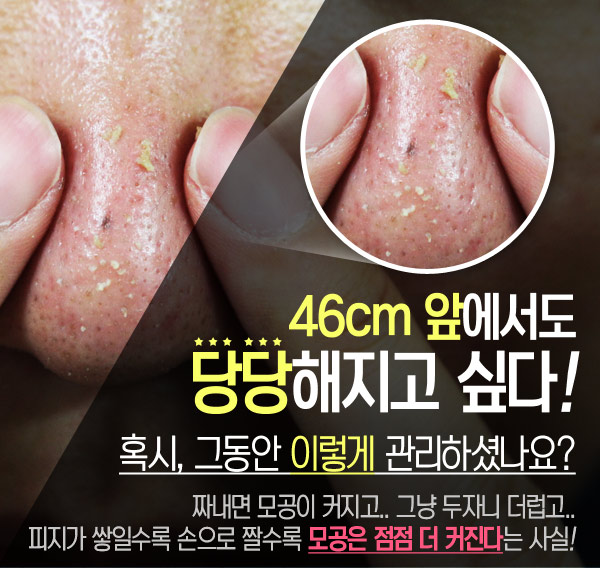 46cm 앞에서도
당당해지고 싶다!
혹시, 그동안 이렇게 관리하셨나요?
짜내면 모공이 커지고.. 그냥 두자니 더럽고..
피지가 쌓일수록 손으로 짤수록 모공은 점점 더 커진다는 사실!